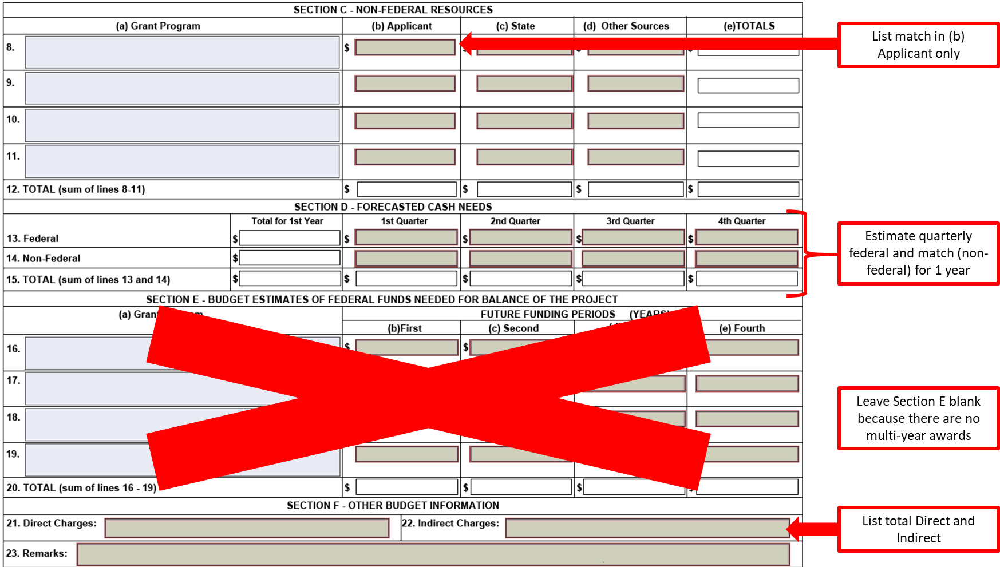 SECTION C - NON-FEDERAL RESOURCES
(a) Grant Program (b) Applicant (c) State (d) Other Sources (e)TOTALS
8. $
9.
10.
11.
12. TOTAL (sum of lines 8-11) $ $ $ $
SECTION D - FORECASTED CASH NEEDS
Total for 1st Year 1st Quarter 2nd Quarter 3rd Quarter 4th Quarter
13. Federal $ $ $ $ $
14. Non-Federal $
15. TOTAL (sum of lines 13 and 14) $ $ $ $ $
SECTION E - BUDGET ESTIMATES OF FEDERAL FUNDS NEEDED FOR BALANCE OF THE PROJECT
(a) Grant FUTURE FUNDING PERIODS (YEARS)
(b)First (c) Second (e) Fourth
16. $ $
17.
18.
19.
20. TOTAL (sum of lines 16 - 19) $ $ $ $
SECTION F - OTHER BUDGET INFORMATION
21. Direct Charges: 22. Indirect Charges:
23. Remarks:
List match in (b)
Applicant only
Estimate quarterly
federal and match (non-
federal) for 1 year
Leave Section E blank
because there are no
multi-year awards
List total Direct and
Indirect